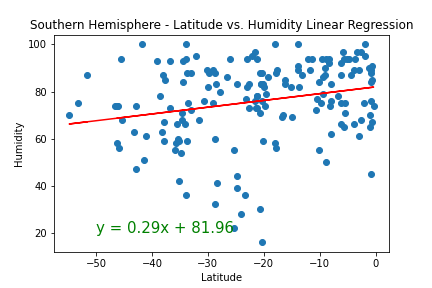 Southern Hemisphere - Latitude vs. Humidity Linear Regression
100
80
60
40
20
Humidity
y = 0.29x + 81.96
−50
−40
−30
−20
−10
0
Latitude